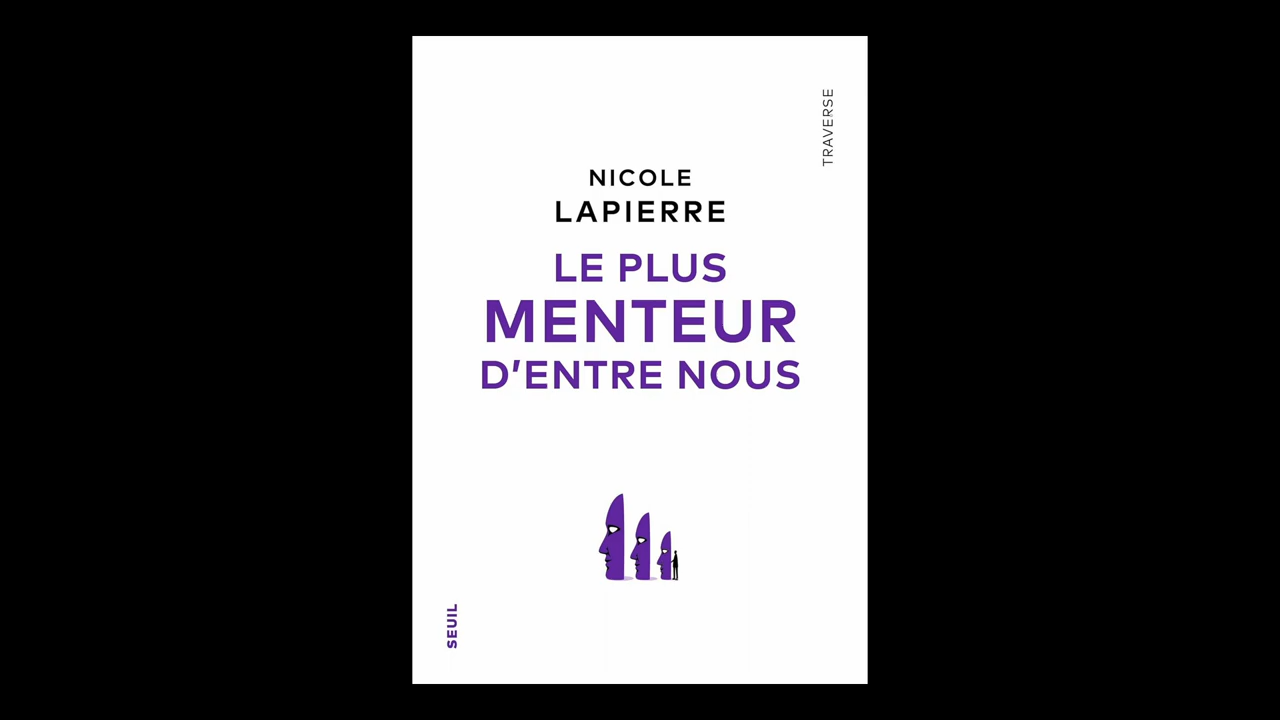 TRAVERSE
NICOLE
LAPIERRE
LE PLUS
MENTEUR
D'ENTRE NOUS
SEUIL